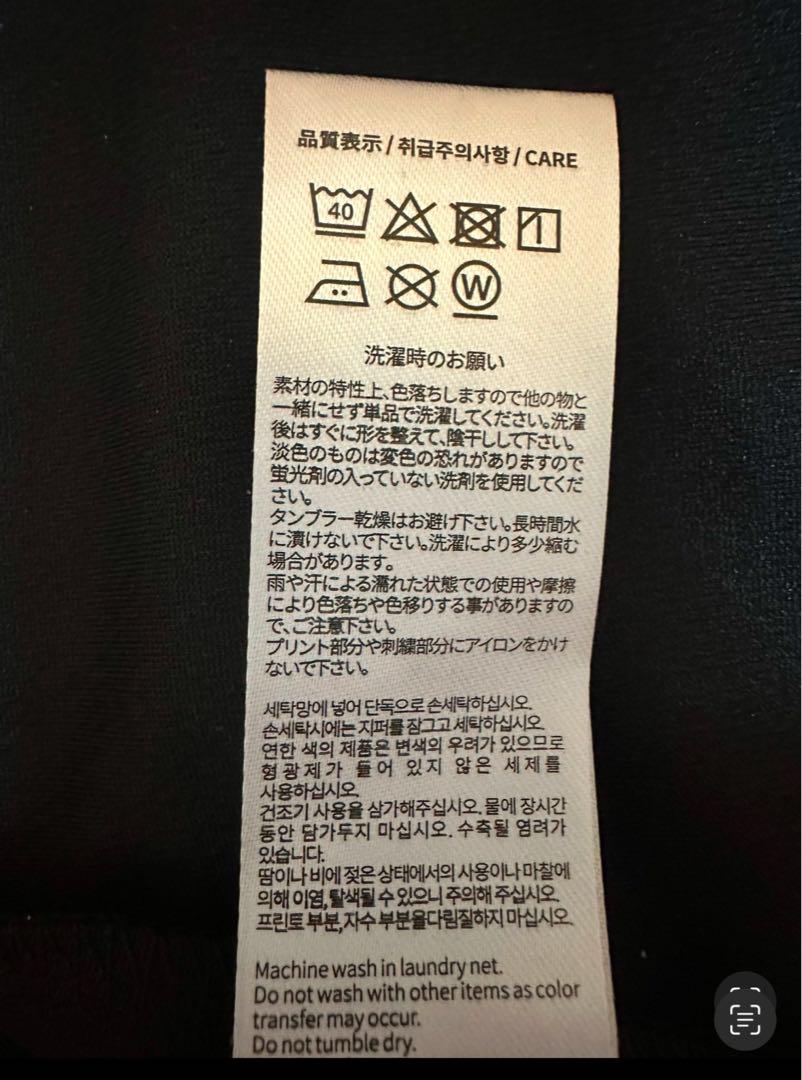 品質表示 / 취급주의사항 / CARE
40
W
洗濯時のお願い
素材の特性上、色落ちしますので他の物と
一緒にせず単品で洗濯してください。洗濯
後はすぐに形を整えて、陰干しして下さい。
淡色のものは変色の恐れがありますので
蛍光剤の入っていない洗剤を使用してくだ
さい。
タンブラー乾燥はお避け下さい。長時間水
に漬けないで下さい。洗濯により多少縮む
場合があります。
雨や汗による濡れた状態での使用や摩擦
により色落ちや色移りする事がありますの
で、ご注意下さい。
プリント部分や刺繍部分にアイロンをかけ
ないで下さい。
세탁망에 넣어 단독으로 손세탁하십시오.
손세탁시에는 지퍼를 잠그고 세탁하십시오.
연한 색의 제품은 변색의 우려가 있으므로
형광제가 들어 있지 않은 세제를
사용하십시오.
건조기 사용을 삼가해주십시오. 물에 장시간
동안 담가두지 마십시오. 수축될 염려가
있습니다.
땀이나 비에 젖은 상태에서의 사용이나 마찰에
의해 이염, 탈색될 수 있으니 주의해 주십시오.
프린토 부분,자수 부분을다림질하지 마십시오.
Machine wash in laundry net.
Do not wash with other items as color
transfer may occur.
Do not tumble dry.